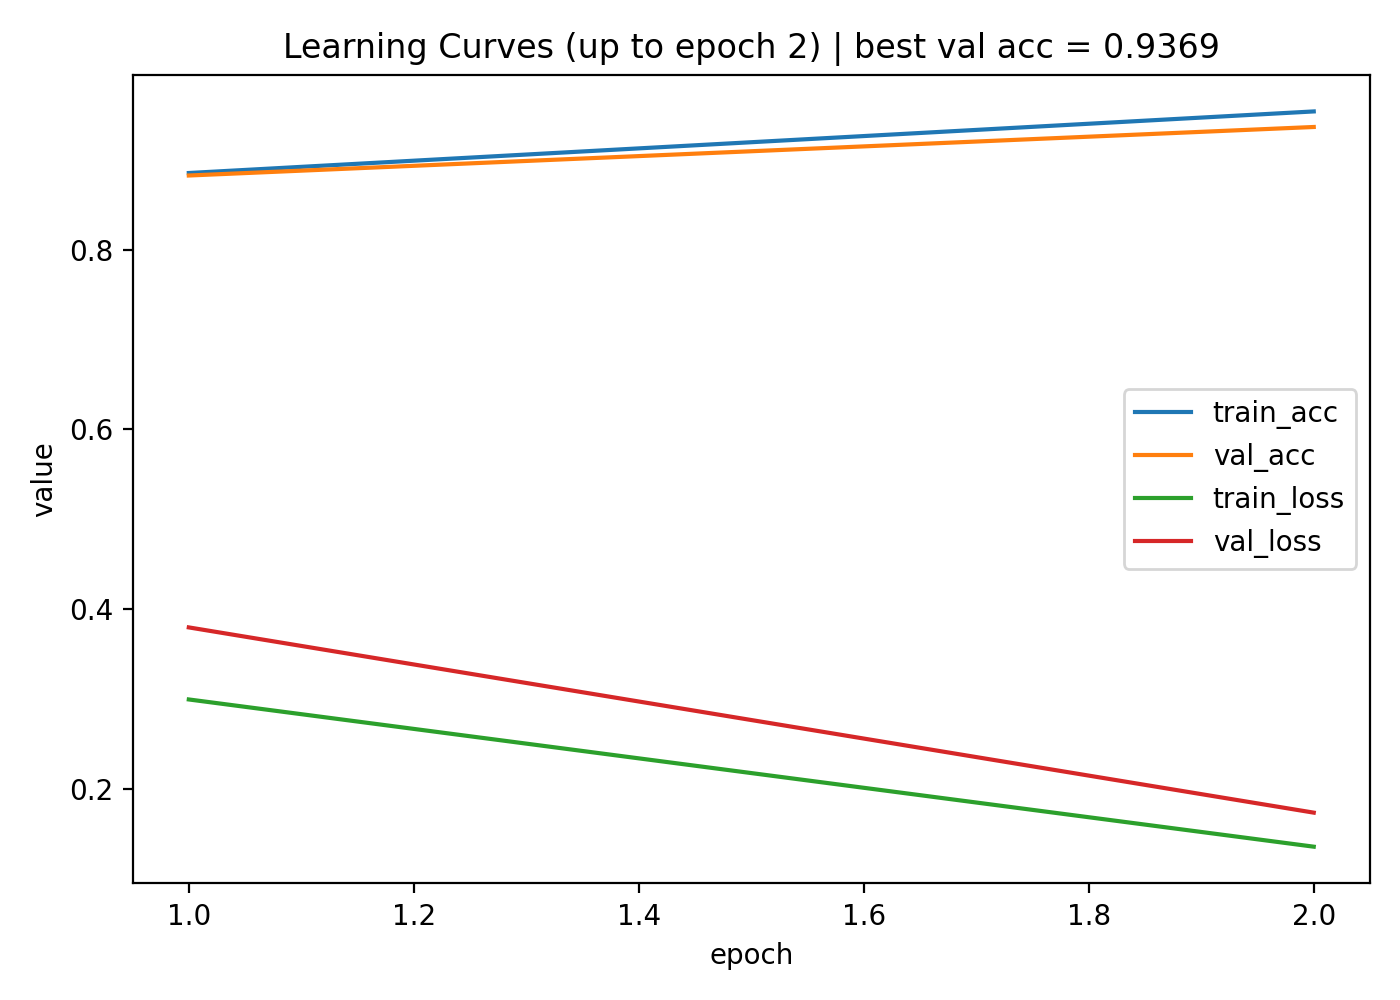 Learning Curves (up to epoch 2) | best val acc = 0.9369
0.8
0.6
0.4
0.2
value
train_acc
val_acc
train_loss
val_loss
1.0 1.2 1.4 1.6 1.8 2.0
epoch